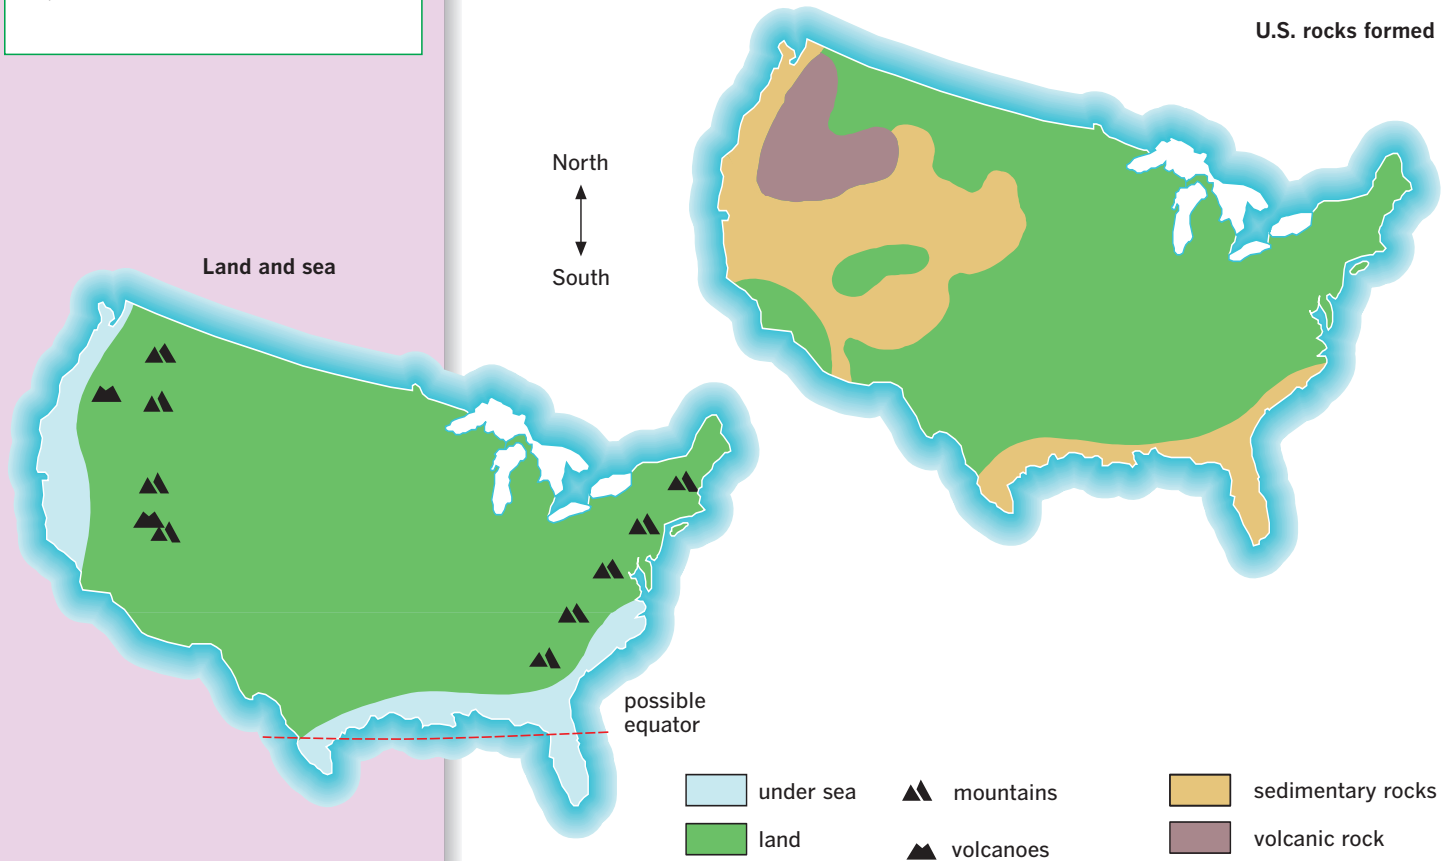 U.S. rocks formed
North
South
Land and sea
possible
equator
under sea
land
mountains
volcanoes
sedimentary rocks
volcanic rock